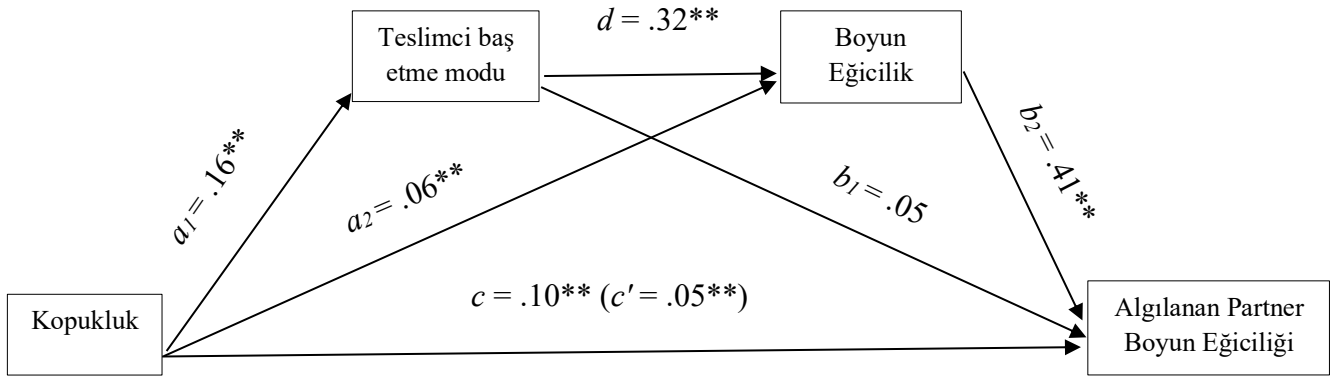 d = .32**
Teslimci baş
etme modu
Boyun
Eğicilik
a1 = .16**
a2 = .06**
b1 = .05
b2 = .41**
c = .10** (c' = .05**)
Kopukluk
Algılanan Partner
Boyun Eğiciliği